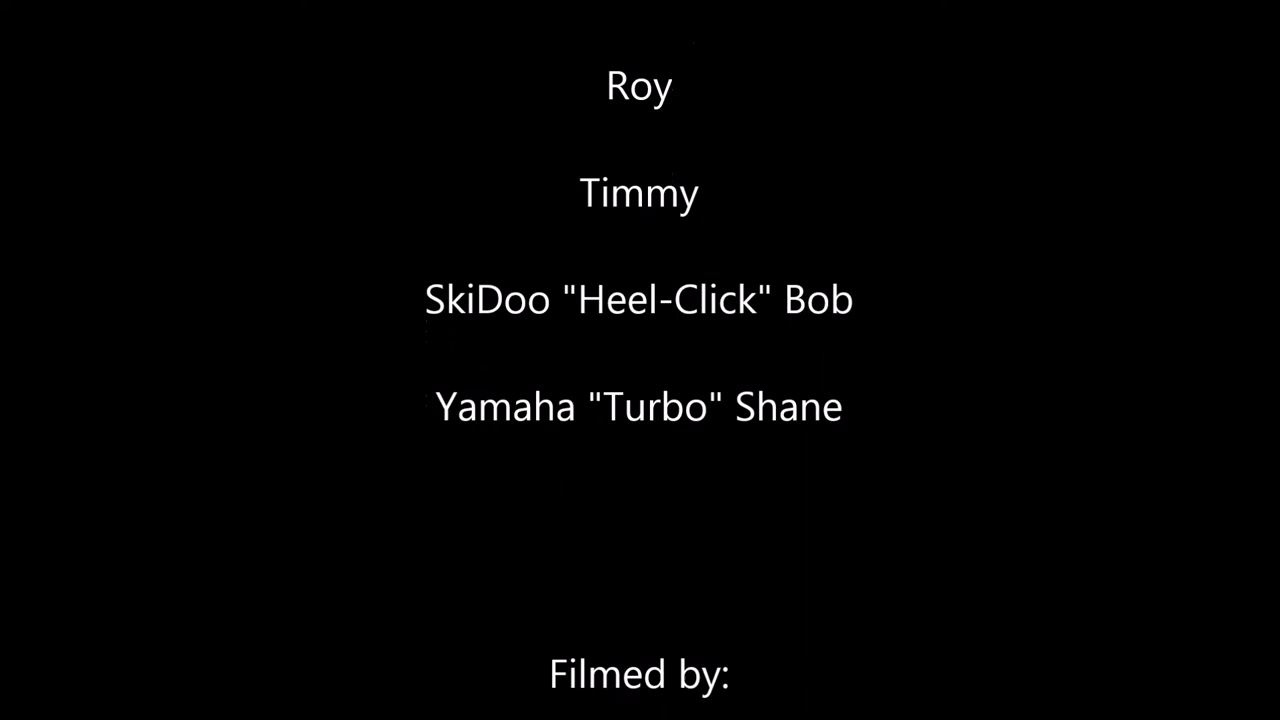 Roy
Timmy
SkiDoo "Heel-Click" Bob
Yamaha "Turbo" Shane
Filmed by: